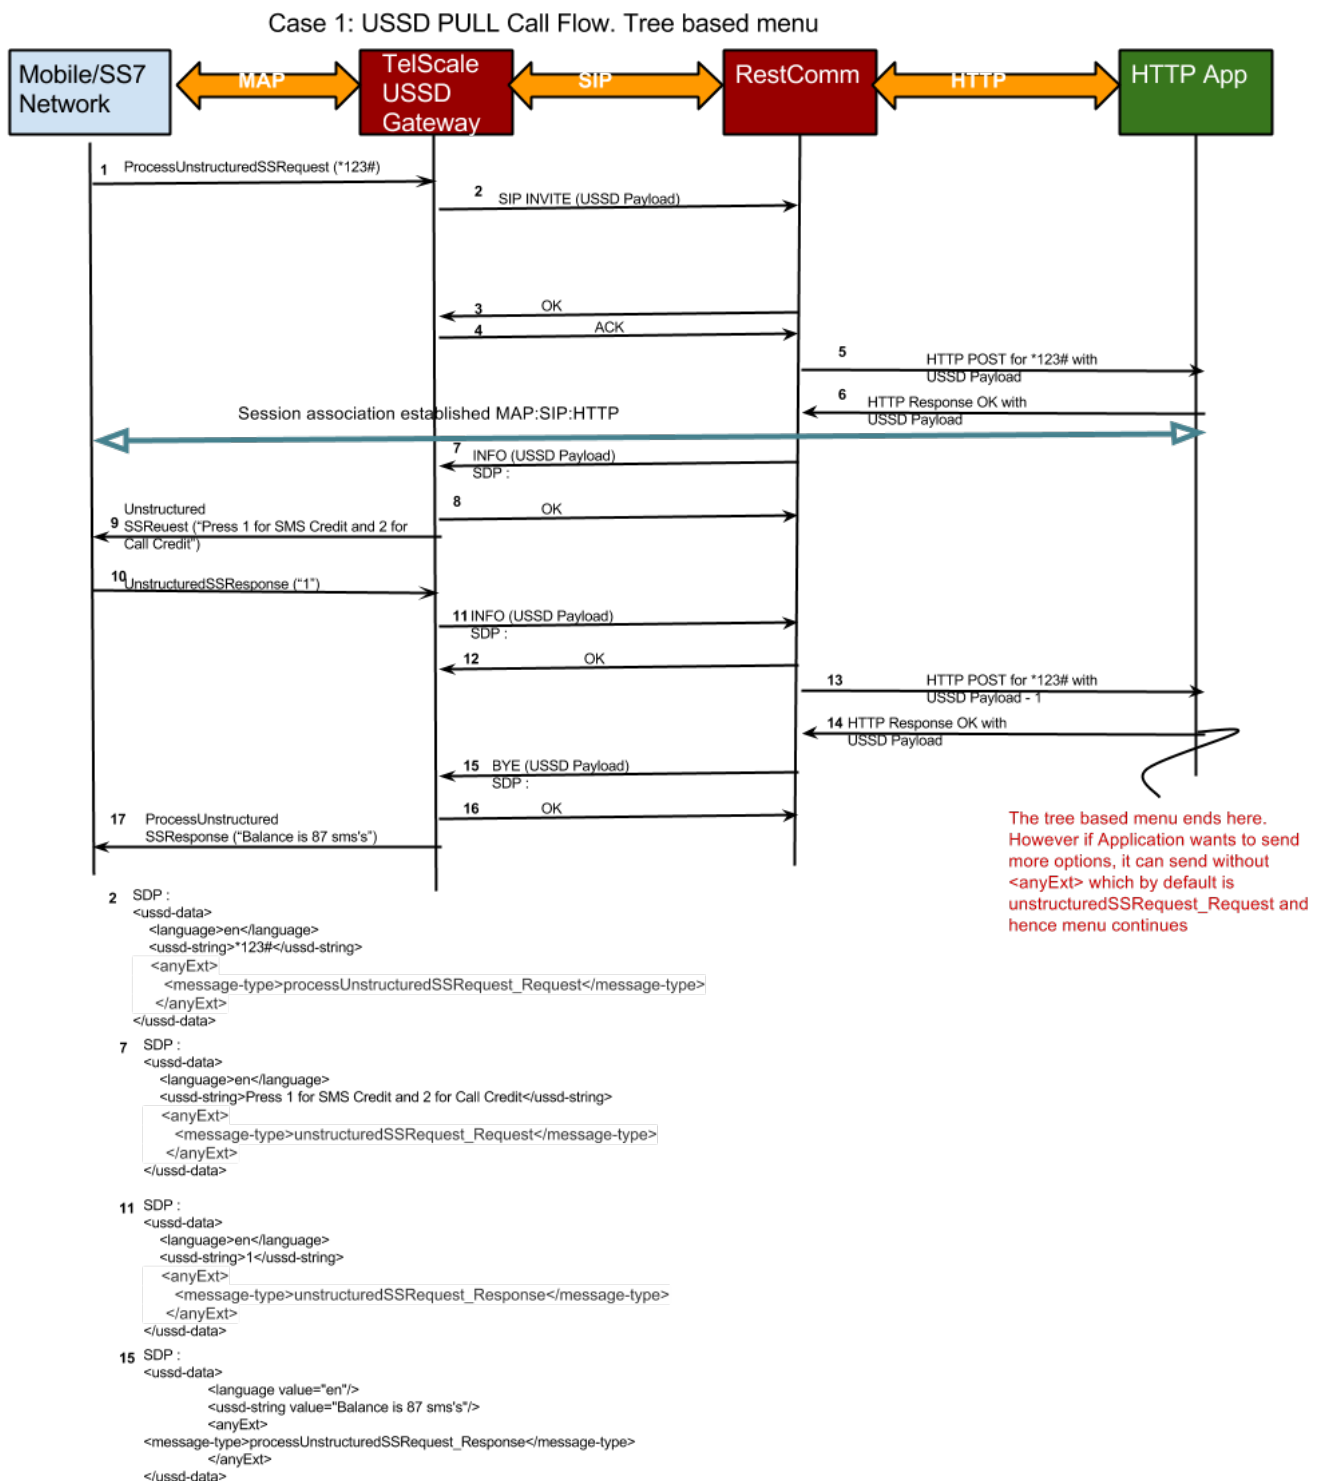 Case 1: USSD PULL Call Flow. Tree based menu
Mobile/SS7
Network
MAP
TelScale
USSD
Gateway
SIP
RestComm
HTTP
HTTP App
1 ProcessUnstructuredSSRequest (*123#)
2 SIP INVITE (USSD Payload)
3 OK
4 ACK
5 HTTP POST for *123# with
USSD Payload
6 HTTP Response OK with
USSD Payload
Session association established MAP:SIP:HTTP
7 INFO (USSD Payload)
SDP :
8 OK
Unstructured
9 SSReuest (“Press 1 for SMS Credit and 2 for
Call Credit”)
10 UnstructuredSSResponse (“1”)
11 INFO (USSD Payload)
SDP :
12 OK
13 HTTP POST for *123# with
USSD Payload - 1
14 HTTP Response OK with
USSD Payload
15 BYE (USSD Payload)
SDP :
16 OK
17 ProcessUnstructured
SSResponse (“Balance is 87 sms's”)
The tree based menu ends here.
However if Application wants to send
more options, it can send without
<anyExt> which by default is
unstructuredSSRequest_Request and
hence menu continues
2 SDP :
<ussd-data>
<language>en</language>
<ussd-string>*123#</ussd-string>
<anyExt>
<message-type>processUnstructuredSSRequest_Request</message-type>
</anyExt>
</ussd-data>
7 SDP :
<ussd-data>
<language>en</language>
<ussd-string>Press 1 for SMS Credit and 2 for Call Credit</ussd-string>
<anyExt>
<message-type>unstructuredSSRequest_Request</message-type>
</anyExt>
</ussd-data>
11 SDP :
<ussd-data>
<language>en</language>
<ussd-string>1</ussd-string>
<anyExt>
<message-type>unstructuredSSRequest_Response</message-type>
</anyExt>
</ussd-data>
15 SDP :
<ussd-data>
<language value="en"/>
<ussd-string value="Balance is 87 sms's"/>
<anyExt>
<message-type>processUnstructuredSSRequest_Response</message-type>
</anyExt>
</ussd-data>